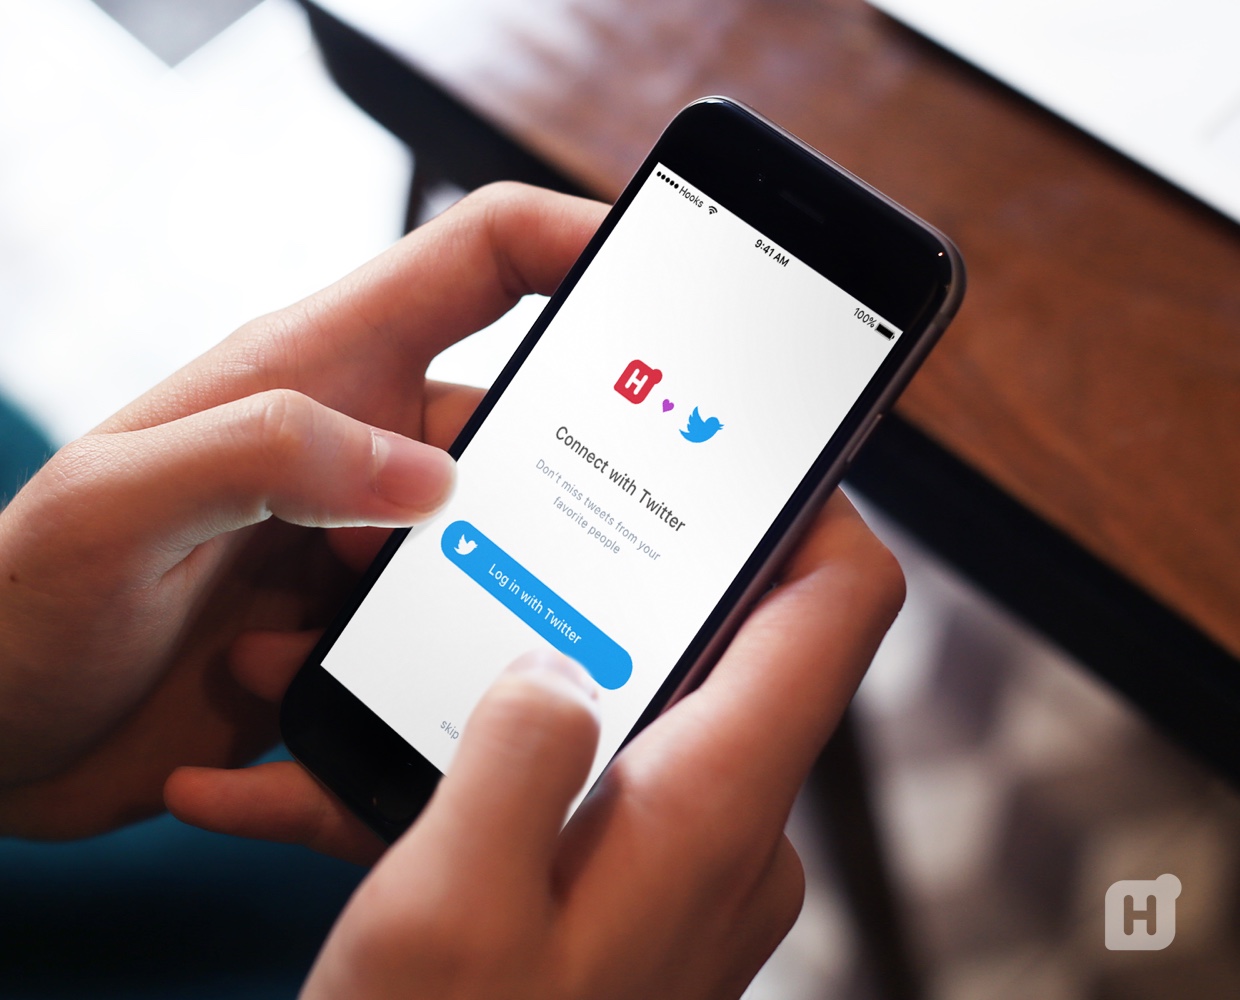 Hooks
9:41 AM
100%
H
Connect with Twitter
Don't miss tweets from your
favorite people
Log in with Twitter
skip
H